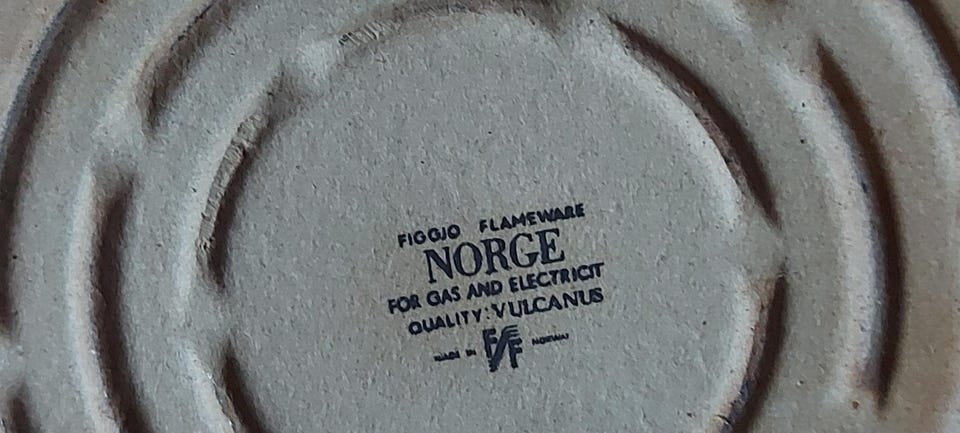 FIGGJO FLAMEWARE
NORGE
FOR GAS AND ELECTRICIT
QUALITY: VULCANUS
MADE IN FF NORWAY